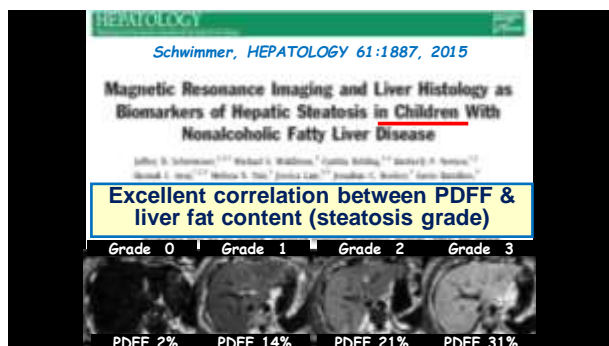 HEPATOLOGY
Schwimmer, HEPATOLOGY 61:1887, 2015
Magnetic Resonance Imaging and Liver Histology as
Biomarkers of Hepatic Steatosis in Children With
Nonalcoholic Fatty Liver Disease
Excellent correlation between PDFF &
liver fat content (steatosis grade)
Grade 0 Grade 1 Grade 2 Grade 3
PDFF 2% PDFF 14% PDFF 21% PDFF 31%